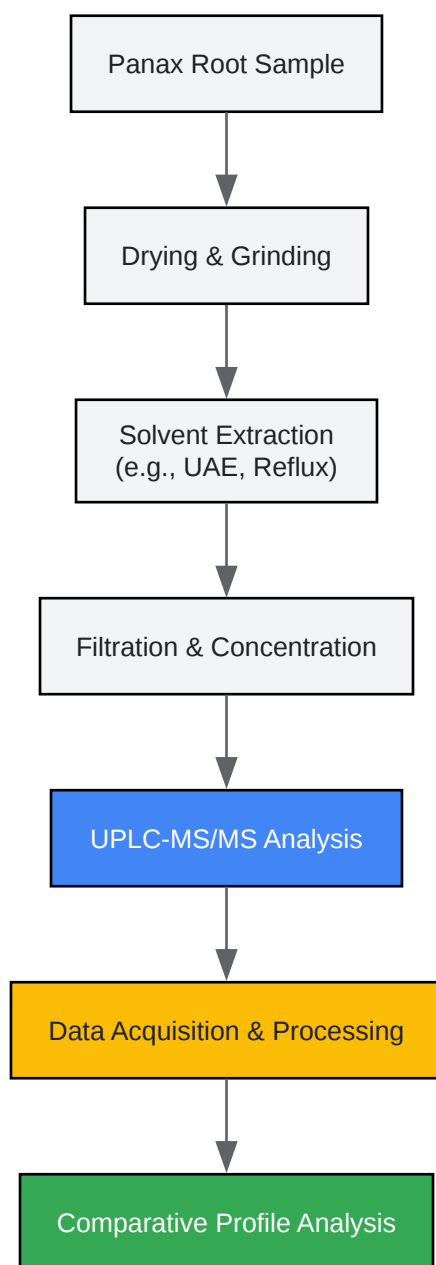 Panax Root Sample
Drying & Grinding
Solvent Extraction
(e.g., UAE, Reflux)
Filtration & Concentration
UPLC-MS/MS Analysis
Data Acquisition & Processing
Comparative Profile Analysis